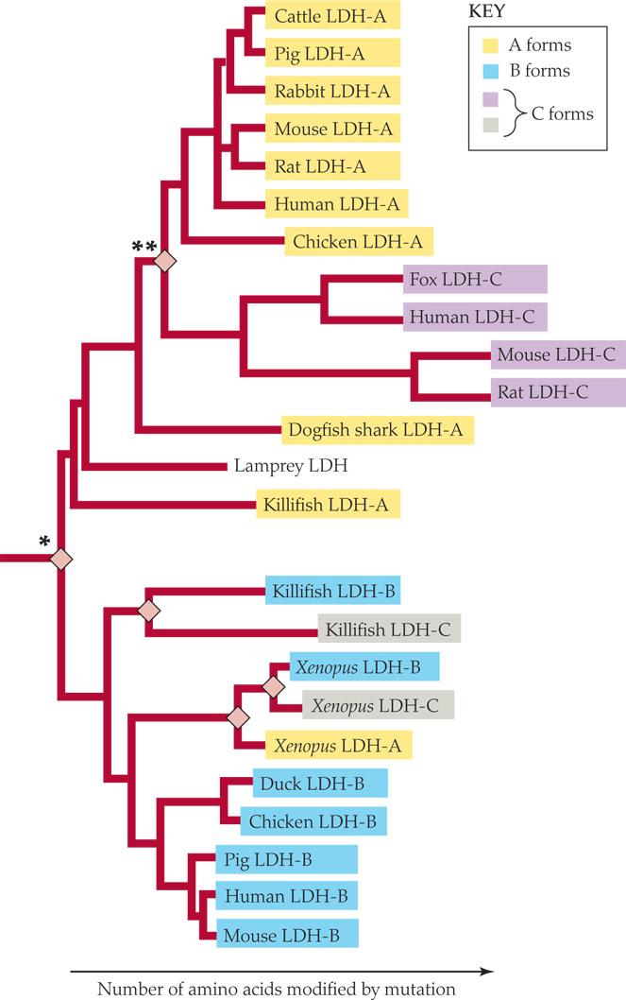 KEY
A forms
B forms
C forms
Cattle LDH-A
Pig LDH-A
Rabbit LDH-A
Mouse LDH-A
Rat LDH-A
Human LDH-A
Chicken LDH-A
**
Fox LDH-C
Human LDH-C
Mouse LDH-C
Rat LDH-C
Dogfish shark LDH-A
Lamprey LDH
Killifish LDH-A
*
Killifish LDH-B
Killifish LDH-C
Xenopus LDH-B
Xenopus LDH-C
Xenopus LDH-A
Duck LDH-B
Chicken LDH-B
Pig LDH-B
Human LDH-B
Mouse LDH-B
Number of amino acids modified by mutation